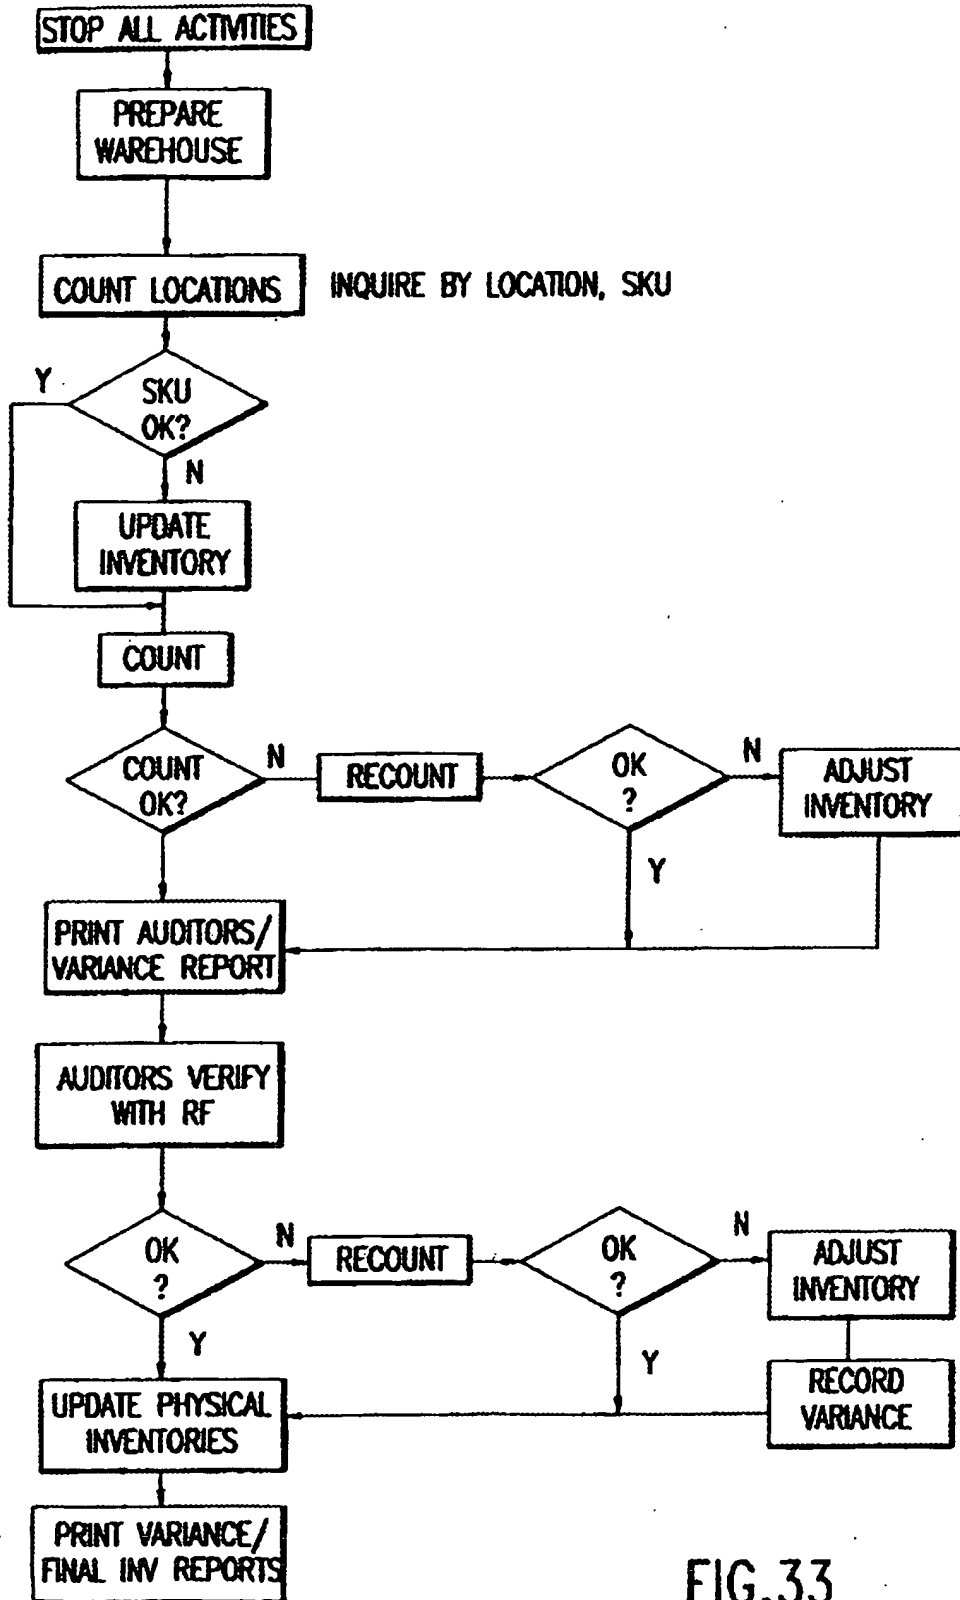 STOP ALL ACTIVITIES
PREPARE
WAREHOUSE
COUNT LOCATIONS
INQUIRE BY LOCATION, SKU
Y
SKU
OK?
N
UPDATE
INVENTORY
COUNT
COUNT
OK?
N
RECOUNT
OK
?
N
ADJUST
INVENTORY
Y
PRINT AUDITORS/
VARIANCE REPORT
AUDITORS VERIFY
WITH RF
OK
?
N
RECOUNT
OK
?
N
ADJUST
INVENTORY
Y
Y
RECORD
VARIANCE
UPDATE PHYSICAL
INVENTORIES
PRINT VARIANCE/
FINAL INV REPORTS
FIG.33